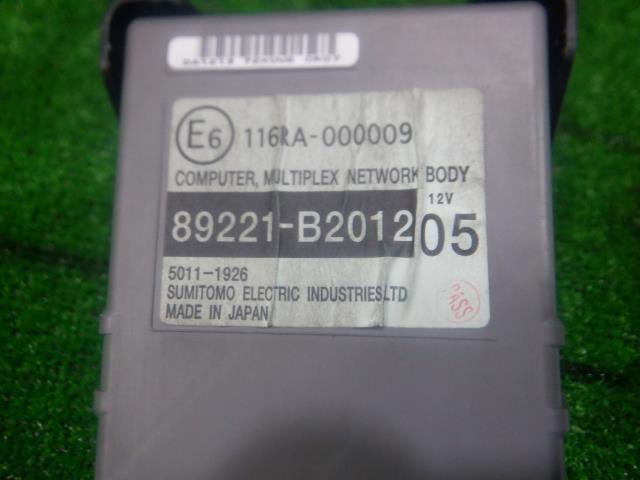 E6 116RA-000009
COMPUTER, MULTIPLEX NETWORK BODY
12V
89221-B2012 05
5011-1926
SUMITOMO ELECTRIC INDUSTRIES,LTD
MADE IN JAPAN
PASS